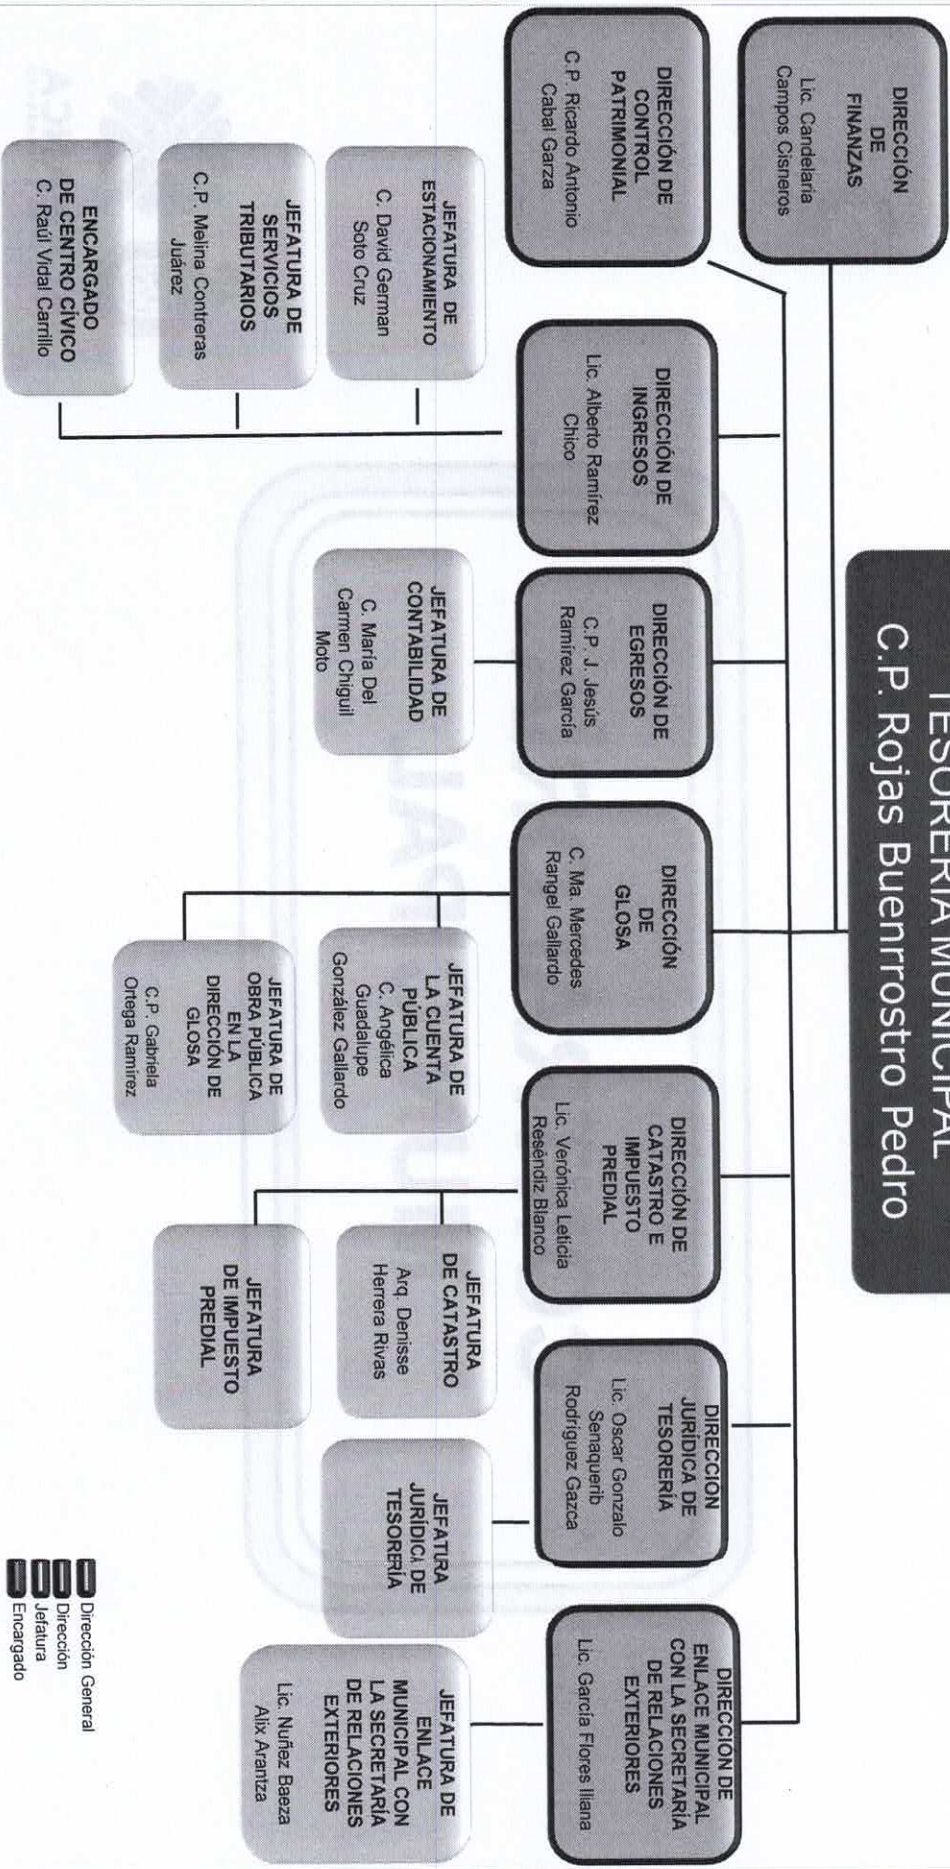 TESORERÍA MUNICIPAL
C.P. Rojas Buenrrostro Pedro
DIRECCIÓN
DE
FINANZAS
Lic. Candelaria
Campos Cisneros
DIRECCIÓN DE
CONTROL
PATRIMONIAL
C.P. Ricardo Antonio
Cabal Garza
DIRECCIÓN DE
INGRESOS
Lic. Alberto Ramírez
Chico
DIRECCIÓN DE
EGRESOS
C.P. J. Jesús
Ramírez García
DIRECCIÓN
DE
GLOSA
C. Ma. Mercedes
Rangel Gallardo
DIRECCIÓN DE
CATASTRO E
IMPUESTO
PREDIAL
Lic. Verónica Leticia
Reséndiz Blanco
DIRECCIÓN
JURÍDICA DE
TESORERÍA
Lic. Oscar Gonzalo
Senaquerib
Rodríguez Gazca
DIRECCIÓN DE
ENLACE MUNICIPAL
CON LA SECRETARÍA
DE RELACIONES
EXTERIORES
Lic. García Flores Iliana
JEFATURA DE
ESTACIONAMIENTO
C. David German
Soto Cruz
JEFATURA DE
SERVICIOS
TRIBUTARIOS
C.P. Melina Contreras
Juárez
ENCARGADO
DE CENTRO CÍVICO
C. Raúl Vidal Carrillo
JEFATURA DE
CONTABILIDAD
C. María Del
Carmen Chiguil
Moto
JEFATURA DE
LA CUENTA
PÚBLICA
C. Angélica
Guadalupe
González Gallardo
JEFATURA DE
OBRA PÚBLICA
EN LA
DIRECCIÓN DE
GLOSA
C.P. Gabriela
Ortega Ramírez
JEFATURA
DE CATASTRO
Arq. Denisse
Herrera Rivas
JEFATURA
DE IMPUESTO
PREDIAL
JEFATURA
JURÍDICA DE
TESORERÍA
JEFATURA DE
ENLACE
MUNICIPAL CON
LA SECRETARÍA
DE RELACIONES
EXTERIORES
Lic. Nuñez Baeza
Alix Arantza
Dirección General
Dirección
Jefatura
Encargado